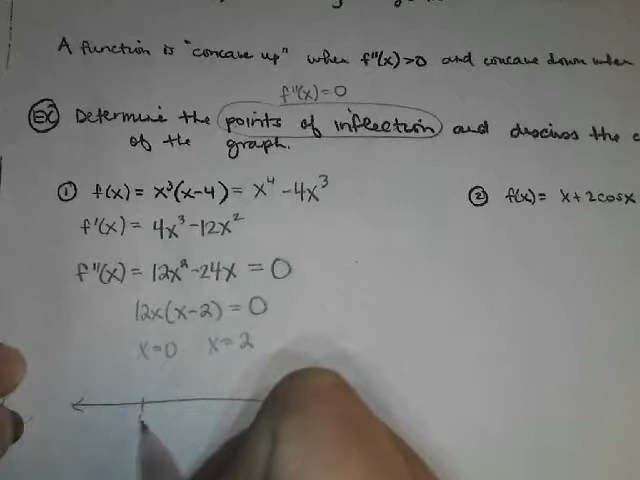 A function is "concave up" when f"(x)>0 and concave down when
f"(x)=0
Ex Determine the points of inflection and discuss the
of the graph.
① f(x)= x³(x-4)= x⁴ -4x³
② f(x)= x+2cosx
f'(x)= 4x³-12x²
f"(x)= 12x²-24x = 0
12x(x-2)=0
x=0 x=2